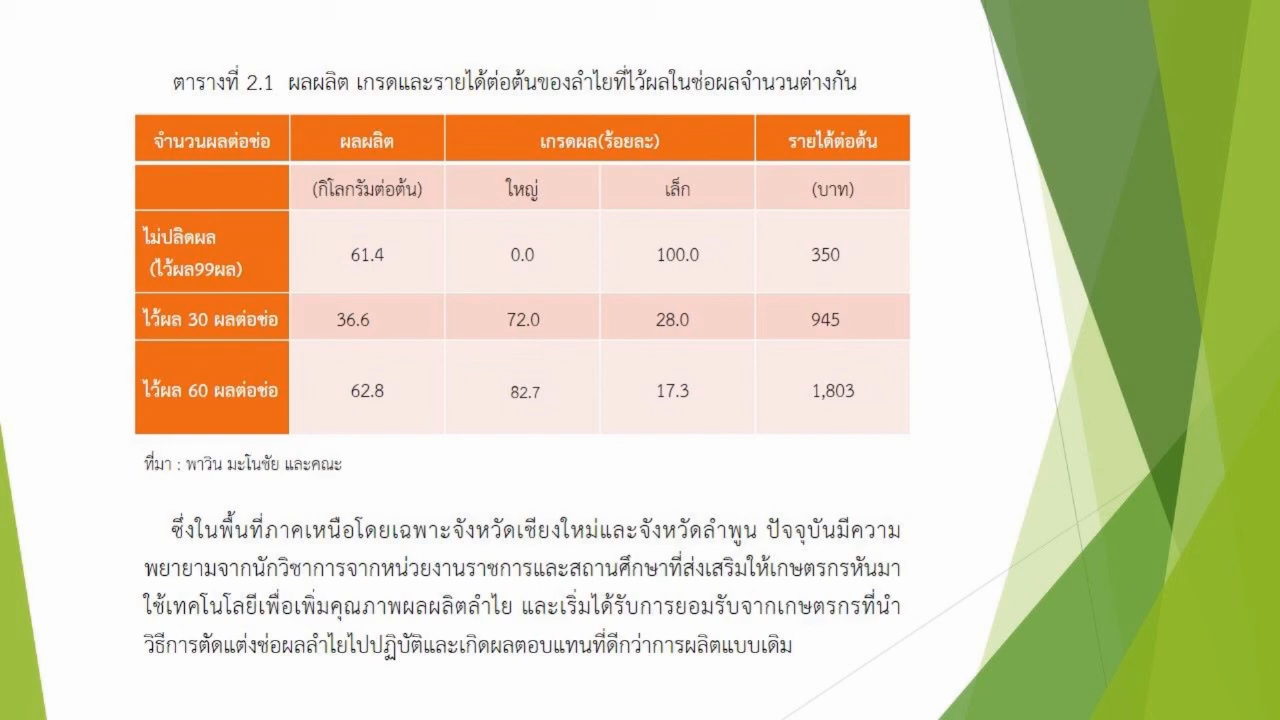 ตารางที่ 2.1 ผลผลิต เกรดและรายได้ต่อต้นของลำไยที่ไว้ผลในช่อผลจำนวนต่างกัน
จำนวนผลต่อช่อ ผลผลิต เกรดผล(ร้อยละ) รายได้ต่อต้น
(กิโลกรัมต่อต้น) ใหญ่ เล็ก (บาท)
ไม่ปลิดผล
(ไว้ผล99ผล) 61.4 0.0 100.0 350
ไว้ผล 30 ผลต่อช่อ 36.6 72.0 28.0 945
ไว้ผล 60 ผลต่อช่อ 62.8 82.7 17.3 1,803
ที่มา : พาวิน มะโนชัย และคณะ
ซึ่งในพื้นที่ภาคเหนือโดยเฉพาะจังหวัดเชียงใหม่และจังหวัดลำพูน ปัจจุบันมีความ
พยายามจากนักวิชาการจากหน่วยงานราชการและสถานศึกษาที่ส่งเสริมให้เกษตรกรหันมา
ใช้เทคโนโลยีเพื่อเพิ่มคุณภาพผลผลิตลำไย และเริ่มได้รับการยอมรับจากเกษตรกรที่นำ
วิธีการตัดแต่งช่อผลลำไยไปปฏิบัติและเกิดผลตอบแทนที่ดีกว่าการผลิตแบบเดิม